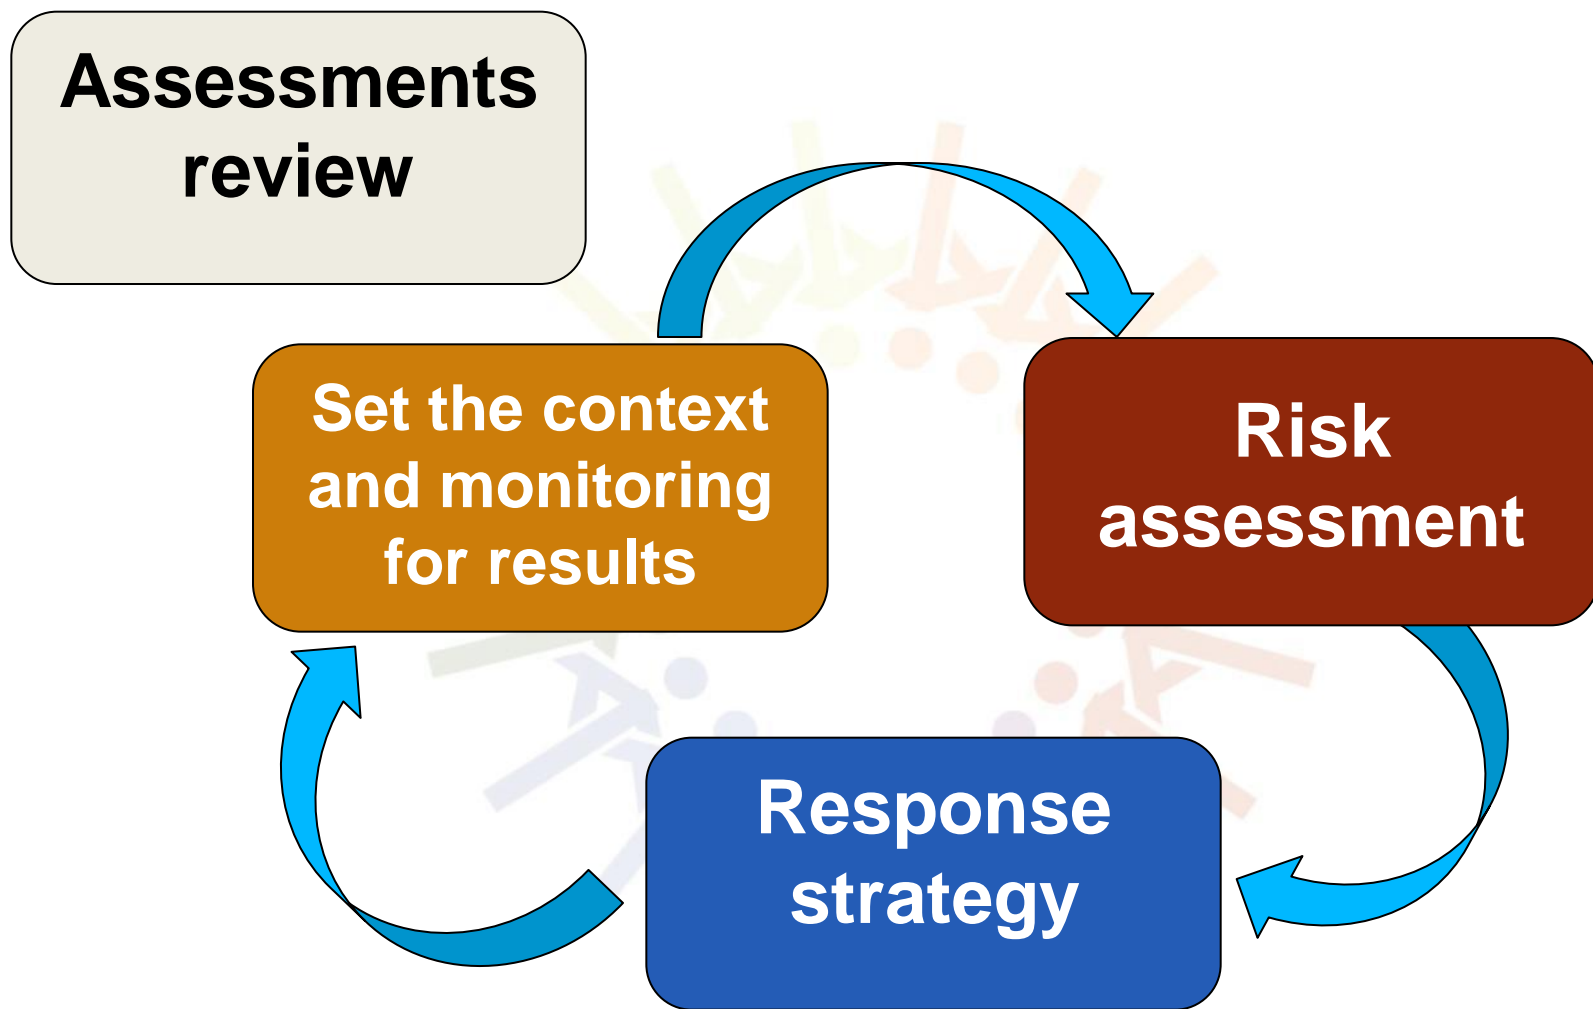 Assessments
review
Set the context
and monitoring
for results
Risk
assessment
Response
strategy